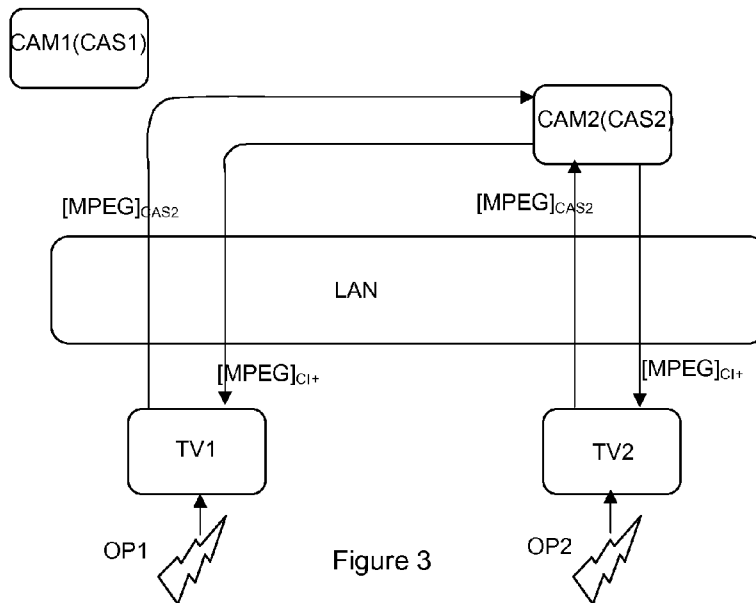 CAM1(CAS1)
CAM2(CAS2)
[MPEG]CAS2
[MPEG]CAS2
LAN
[MPEG]CI+
[MPEG]CI+
TV1
TV2
OP1
OP2
Figure 3